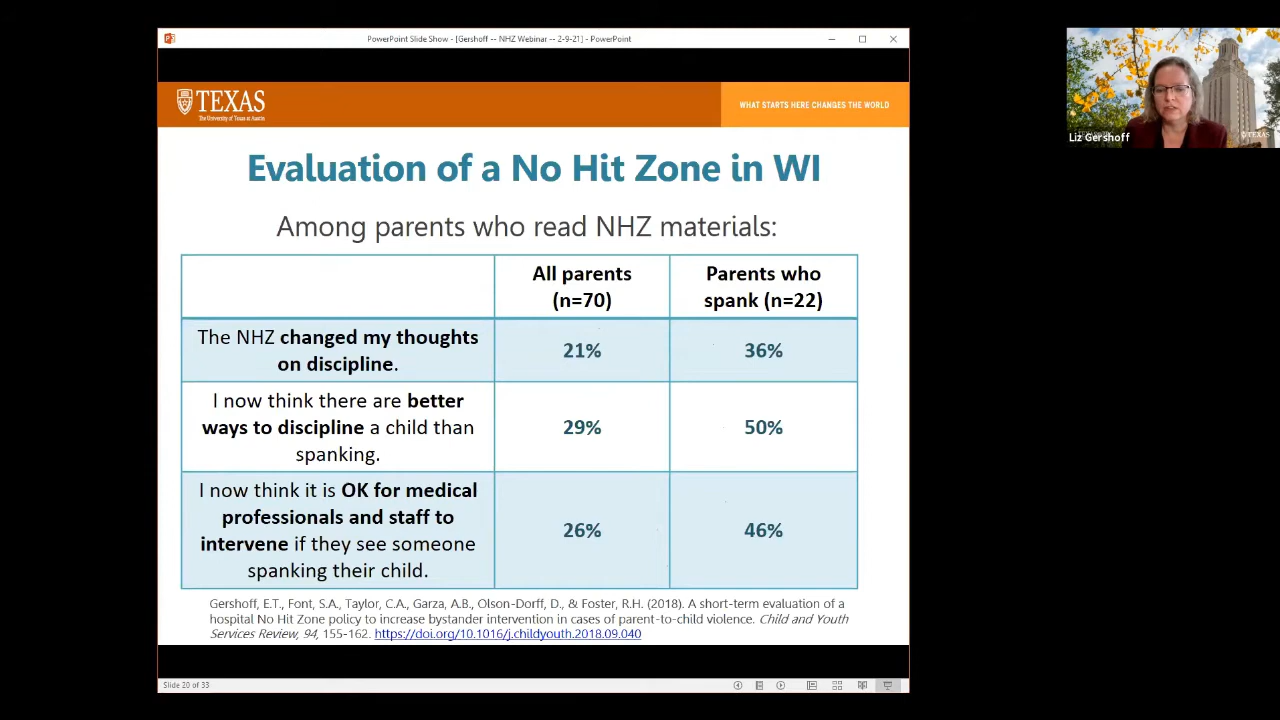 PowerPoint Slide Show - [Gershoff -- NHZ Webinar -- 2-9-21] - PowerPoint
TEXAS
The University of Texas at Austin
WHAT STARTS HERE CHANGES THE WORLD
Liz Gershoff
TEXAS
Evaluation of a No Hit Zone in WI
Among parents who read NHZ materials:
All parents
(n=70)
Parents who
spank (n=22)
The NHZ changed my thoughts
on discipline.
21%
36%
I now think there are better
ways to discipline a child than
spanking.
29%
50%
I now think it is OK for medical
professionals and staff to
intervene if they see someone
spanking their child.
26%
46%
Gershoff, E.T., Font, S.A., Taylor, C.A., Garza, A.B., Olson-Dorff, D., & Foster, R.H. (2018). A short-term evaluation of a
hospital No Hit Zone policy to increase bystander intervention in cases of parent-to-child violence. Child and Youth
Services Review, 94, 155-162. https://doi.org/10.1016/j.childyouth.2018.09.040
Slide 20 of 33